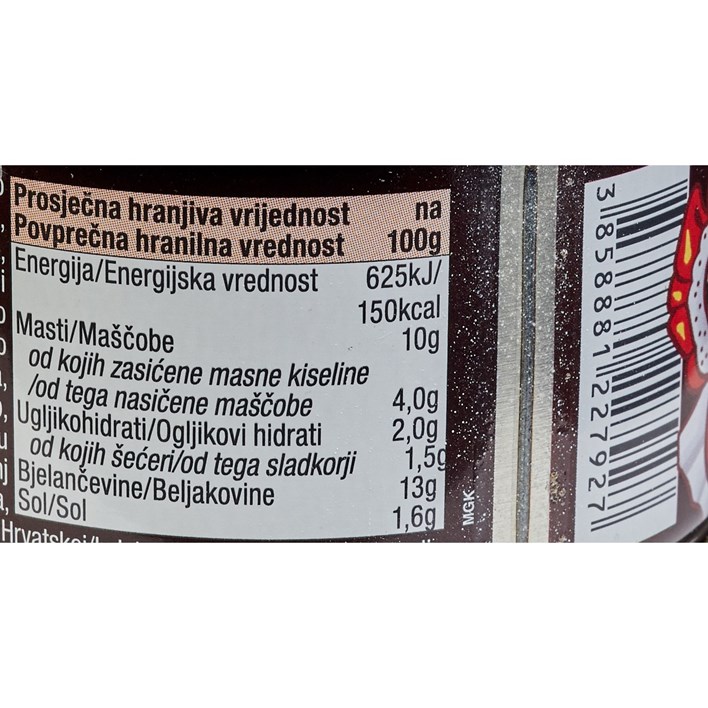 Prosječna hranjiva vrijednost na
Povprečna hranilna vrednost 100g
Energija/Energijska vrednost 625kJ/
150kcal
Masti/Maščobe 10g
od kojih zasićene masne kiseline
/od tega nasičene maščobe 4,0g
Ugljikohidrati/Ogljikovi hidrati 2,0g
od kojih šećeri/od tega sladkorji 1,5g
Bjelančevine/Beljakovine 13g
Sol/Sol 1,6g
MGK
3 858881 227927